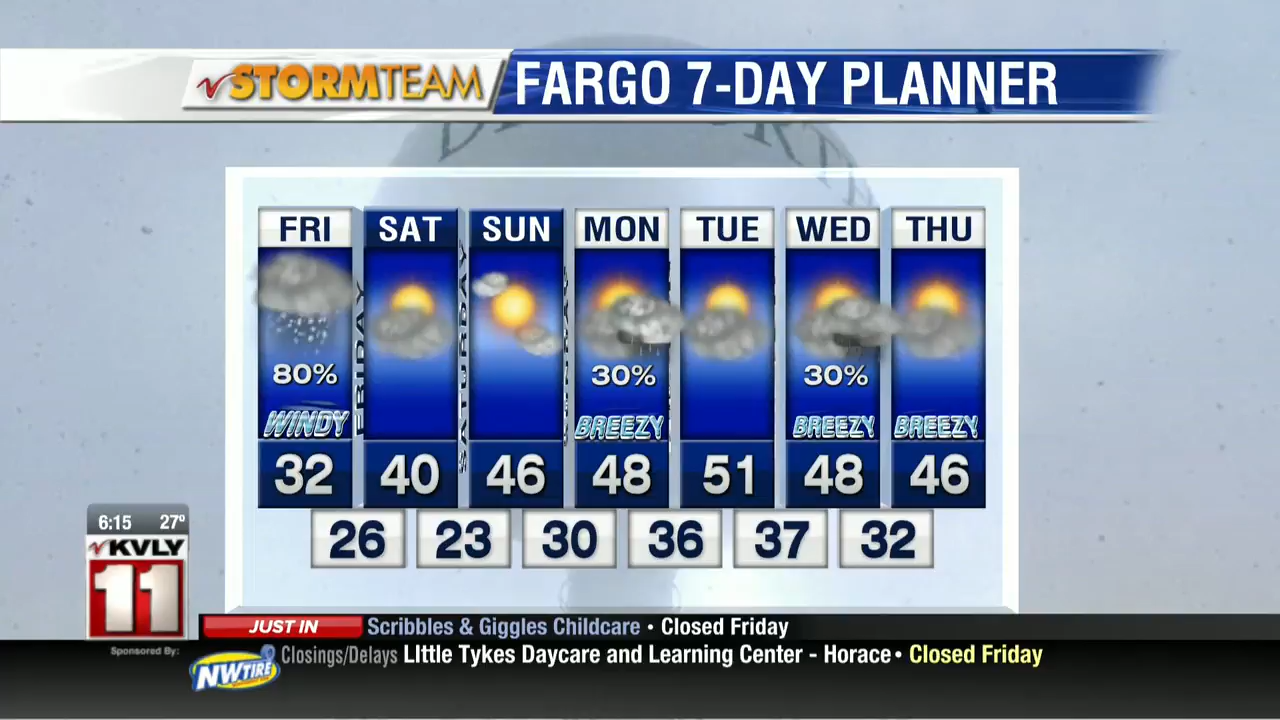 STORMTEAM FARGO 7-DAY PLANNER
FRI SAT SUN MON TUE WED THU
FRIDAY
SATURDAY
80% 30% 30%
WINDY BREEZY BREEZY BREEZY
32 40 46 48 51 48 46
26 23 30 36 37 32
6:15 27º
KVLY
11
JUST IN Scribbles & Giggles Childcare • Closed Friday
Sponsored By:
NWTIRE
Closings/Delays LIttle Tykes Daycare and Learning Center - Horace• Closed Friday